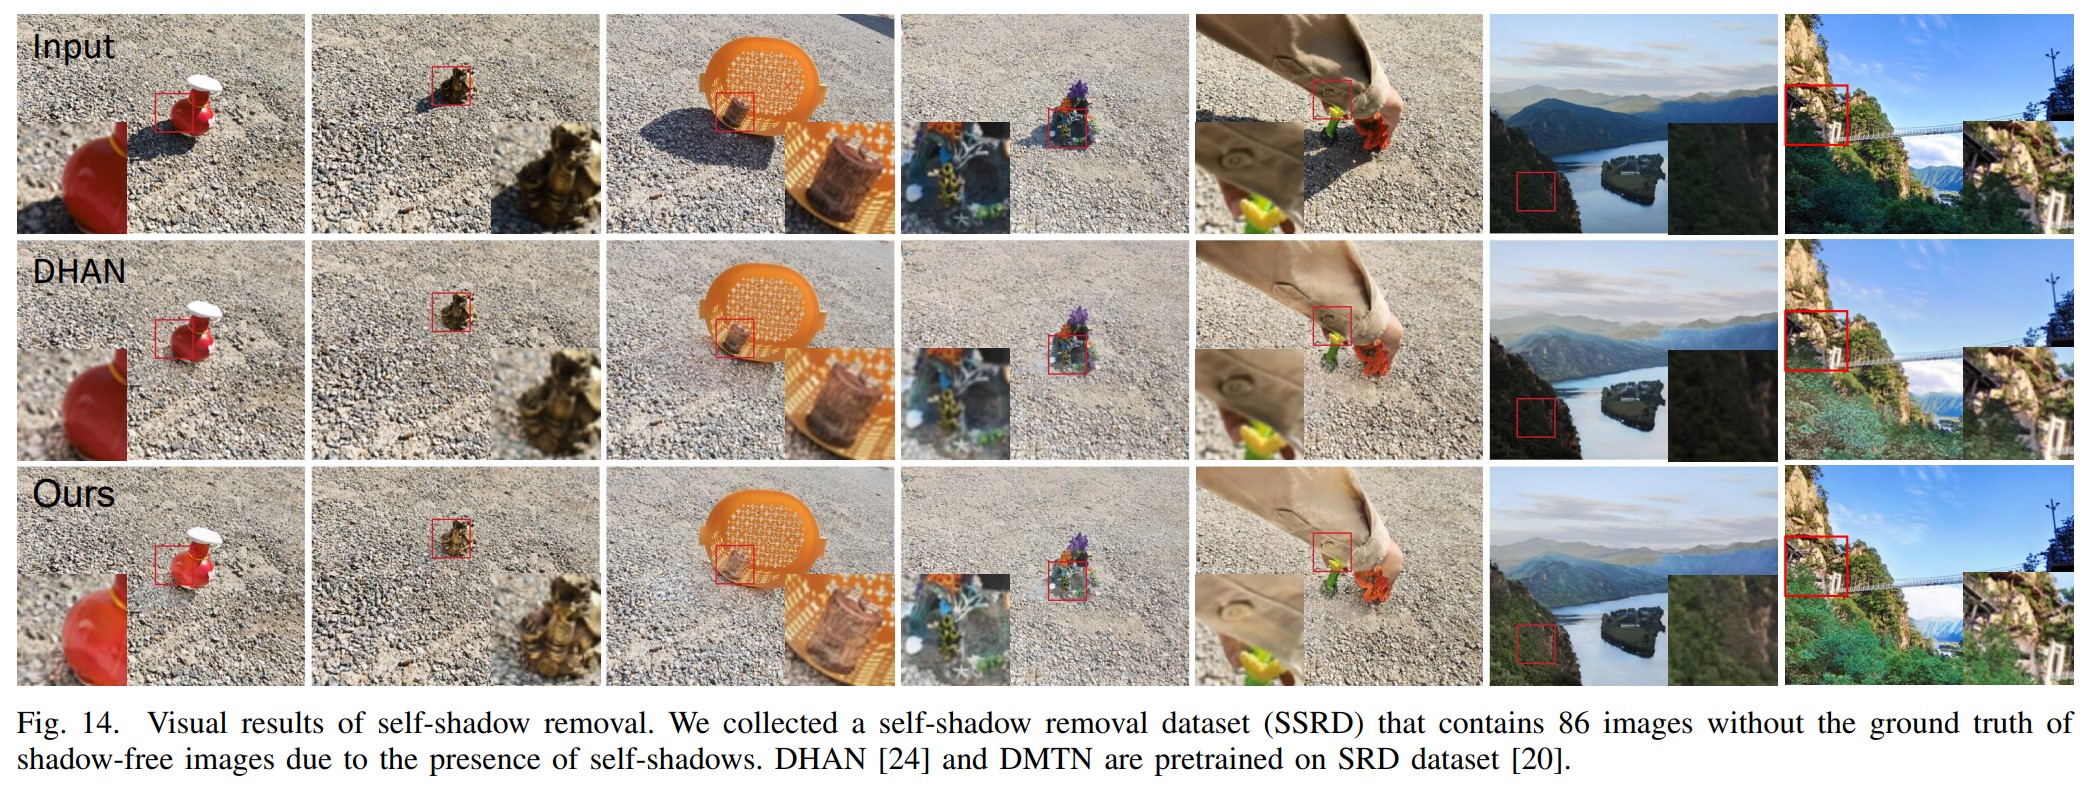 Input
DHAN
Ours
Fig. 14. Visual results of self-shadow removal. We collected a self-shadow removal dataset (SSRD) that contains 86 images without the ground truth of
shadow-free images due to the presence of self-shadows. DHAN [24] and DMTN are pretrained on SRD dataset [20].